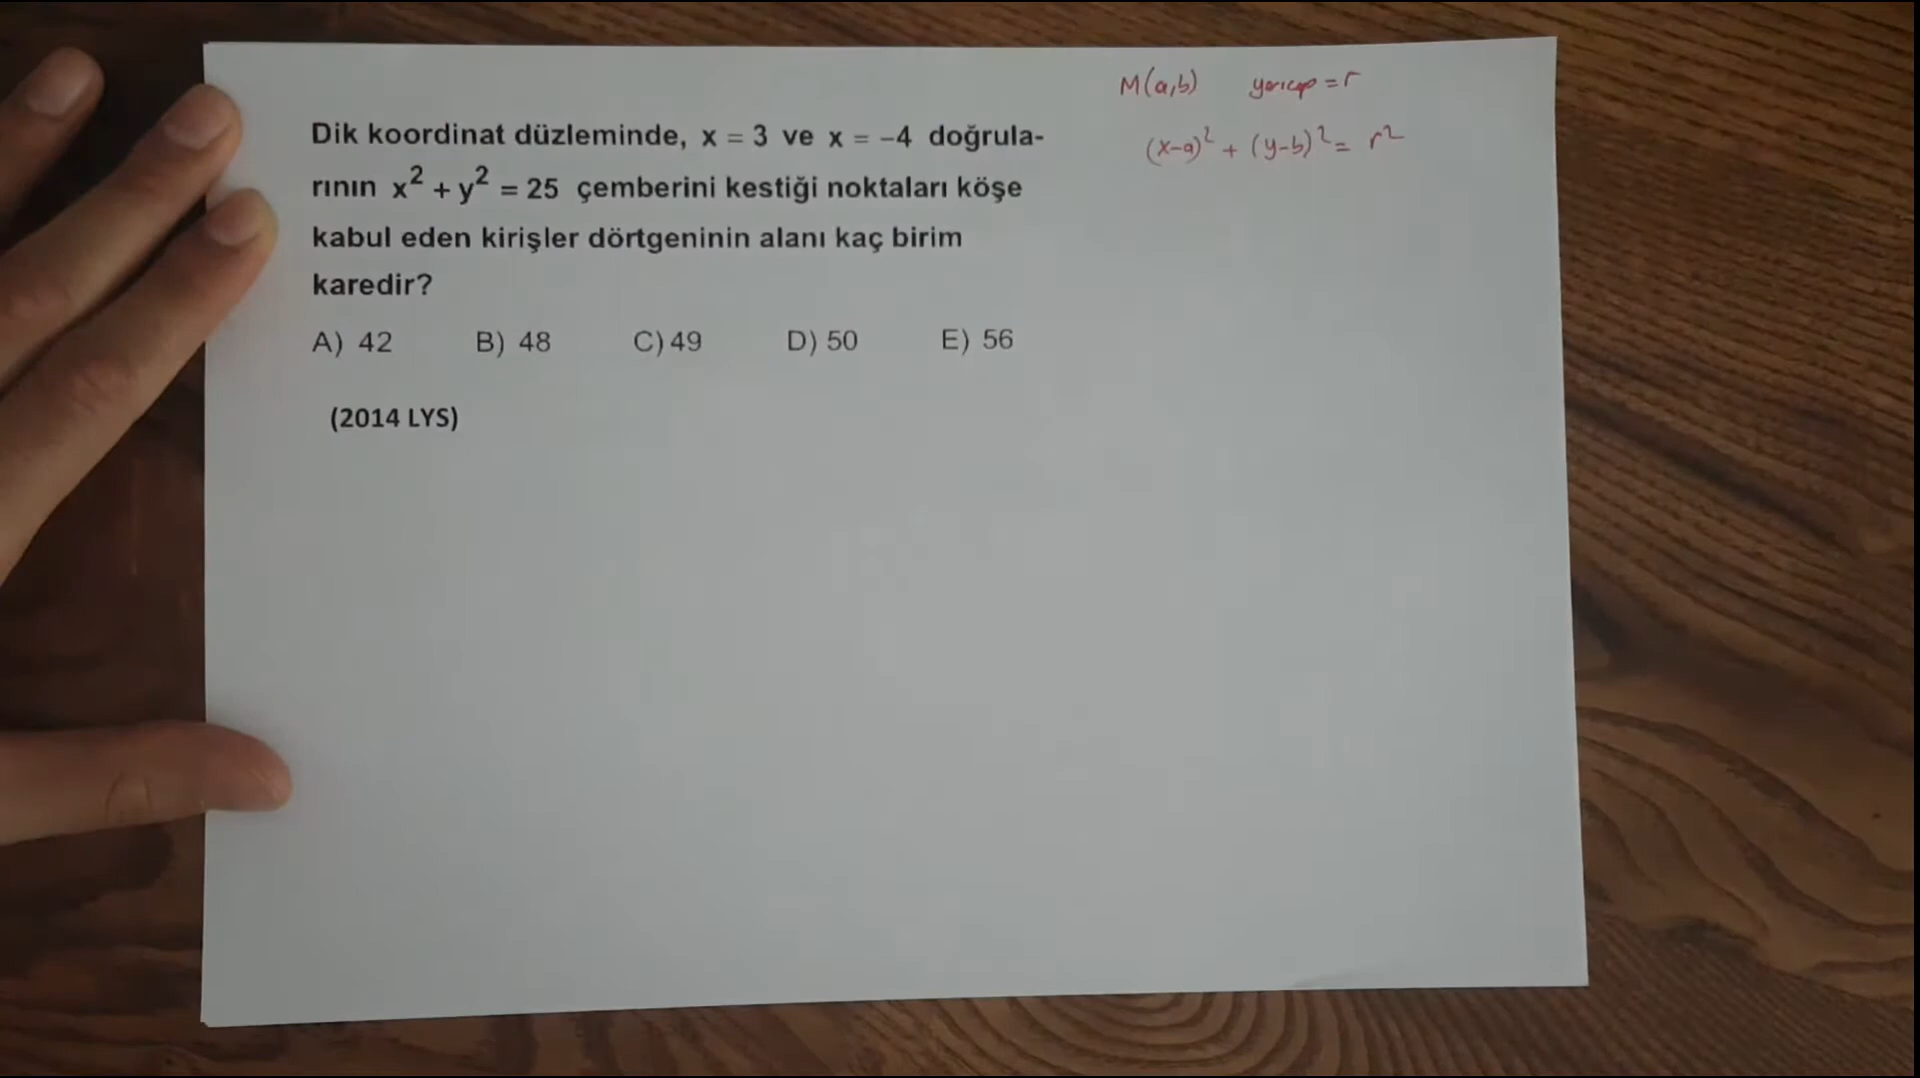 M(a,b) yarıçap = r
(x-a)² + (y-b)² = r²
Dik koordinat düzleminde, x = 3 ve x = −4 doğrula-
rının x² + y² = 25 çemberini kestiği noktaları köşe
kabul eden kirişler dörtgeninin alanı kaç birim
karedir?
A) 42 B) 48 C) 49 D) 50 E) 56
(2014 LYS)